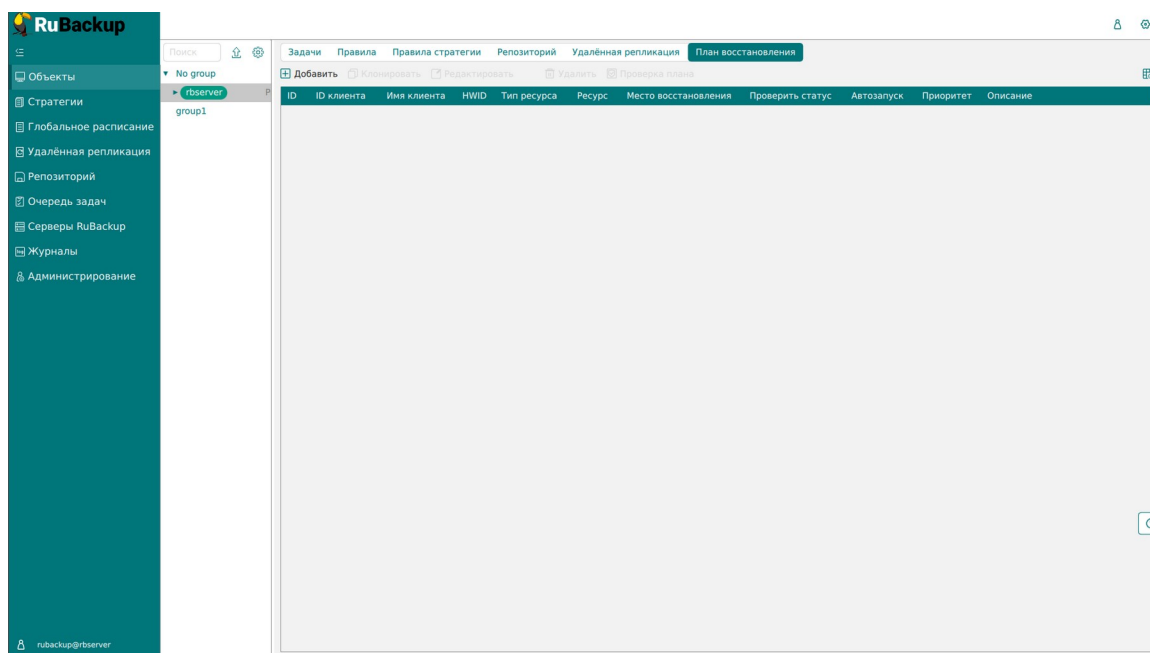 RuBackup
Объекты
Стратегии
Глобальное расписание
Удалённая репликация
Репозиторий
Очередь задач
Серверы RuBackup
Журналы
Администрирование
rubackup@rbserver
Поиск
No group
rbserver P
group1
Задачи Правила Правила стратегии Репозиторий Удалённая репликация План восстановления
Добавить Клонировать Редактировать Удалить Проверка плана
ID ID клиента Имя клиента HWID Тип ресурса Ресурс Место восстановления Проверить статус Автозапуск Приоритет Описание